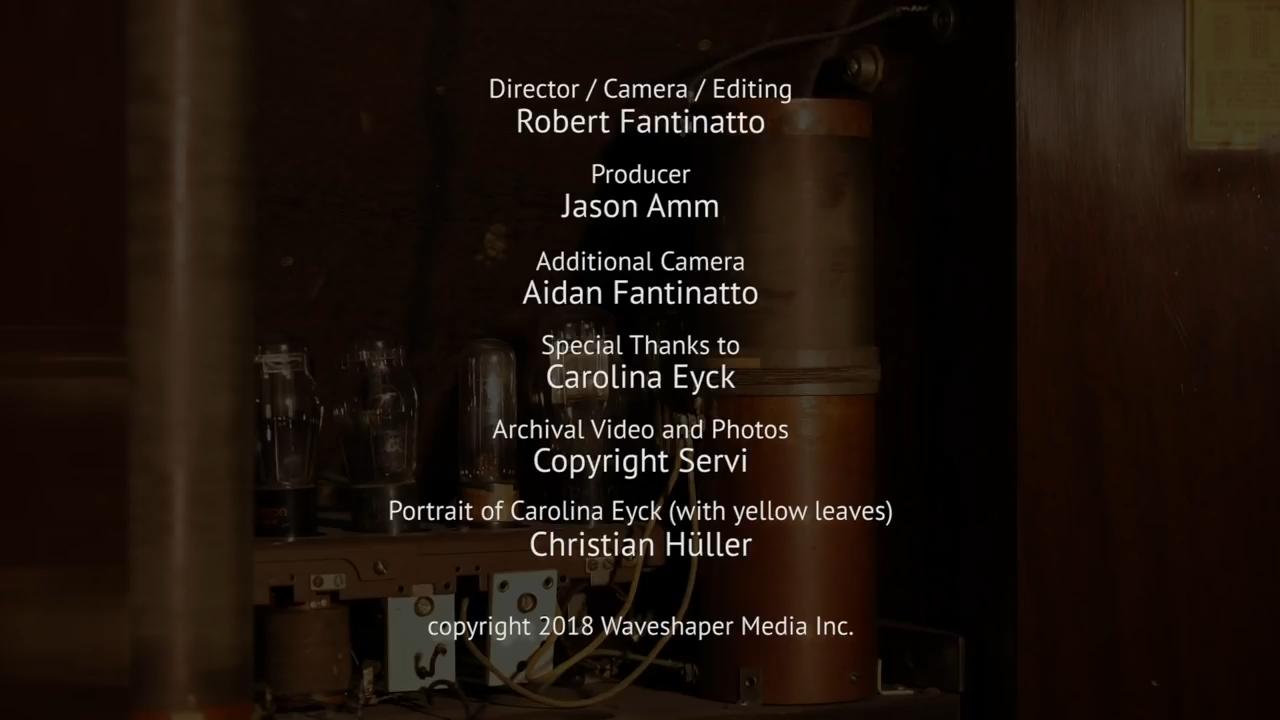 Director / Camera / Editing
Robert Fantinatto
Producer
Jason Amm
Additional Camera
Aidan Fantinatto
Special Thanks to
Carolina Eyck
Archival Video and Photos
Copyright Servi
Portrait of Carolina Eyck (with yellow leaves)
Christian Hüller
copyright 2018 Waveshaper Media Inc.